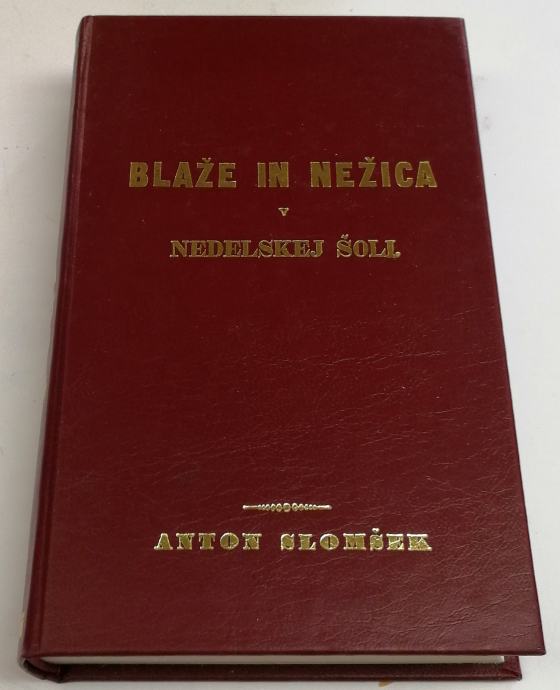 BLAŽE IN NEŽICA
V
NEDELSKEJ ŠOLI,
ANTON SLOMŠEK